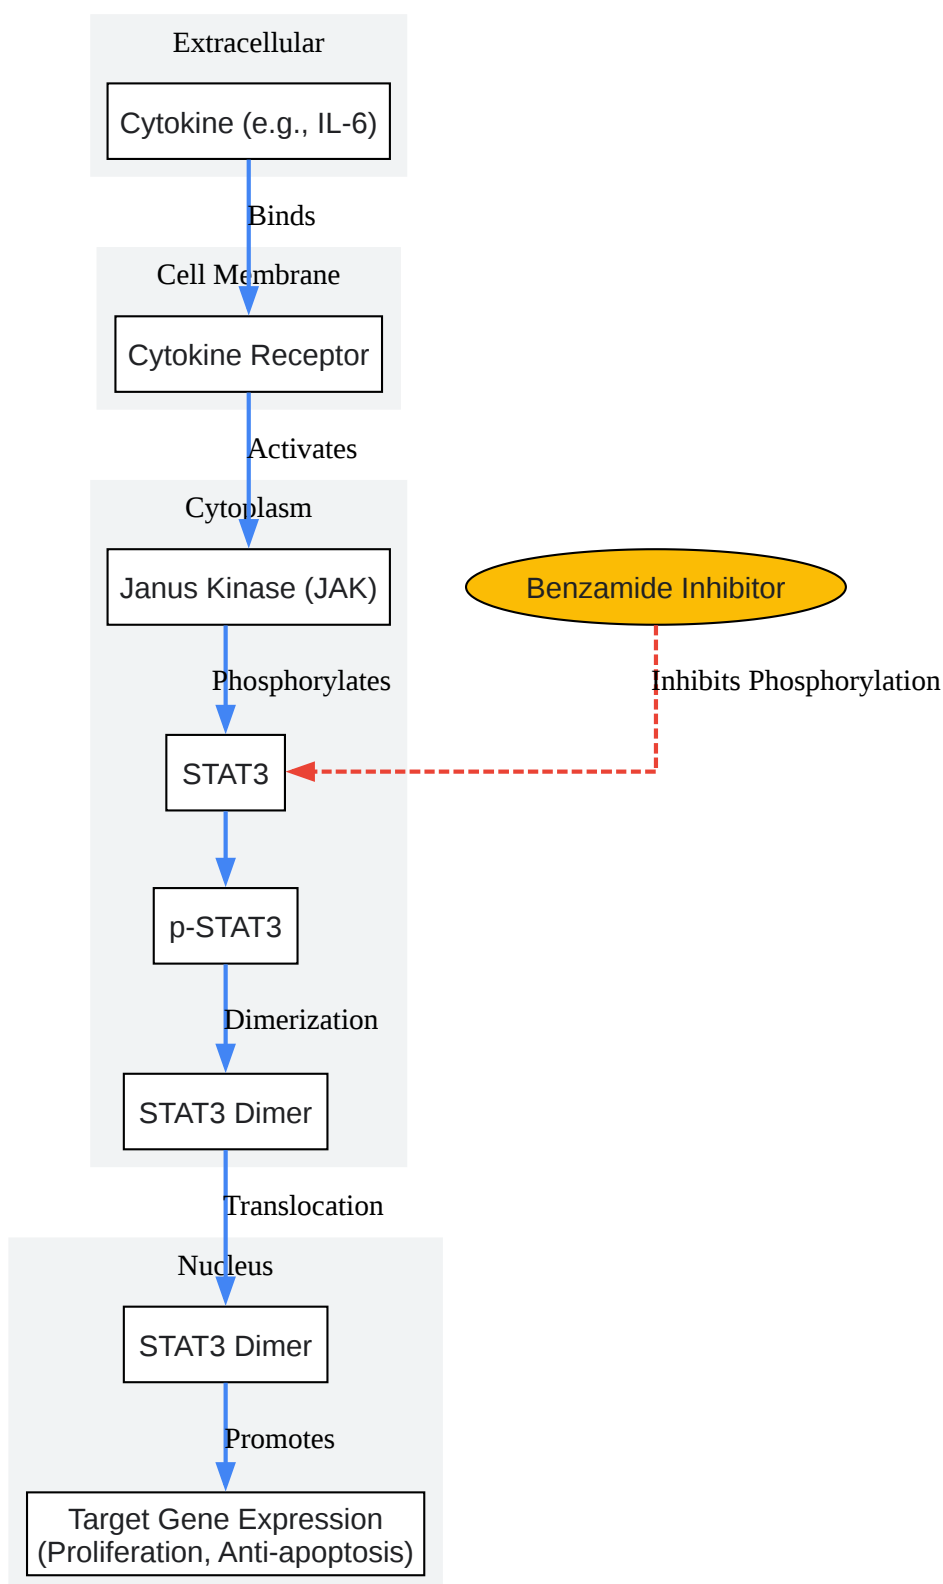 Extracellular
Cytokine (e.g., IL-6)
Binds
Cell Membrane
Cytokine Receptor
Activates
Cytoplasm
Janus Kinase (JAK)
Benzamide Inhibitor
Phosphorylates
Inhibits Phosphorylation
STAT3
p-STAT3
Dimerization
STAT3 Dimer
Translocation
Nucleus
STAT3 Dimer
Promotes
Target Gene Expression
(Proliferation, Anti-apoptosis)